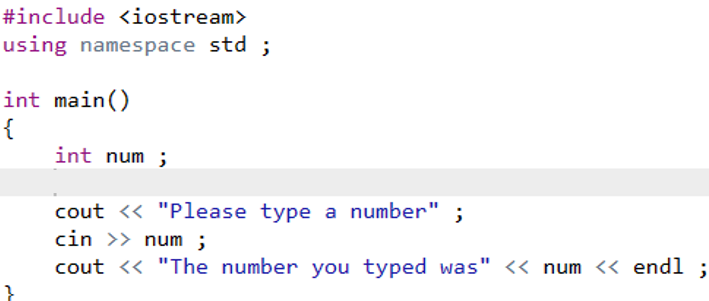 #include <iostream>
using namespace std ;
int main()
{
int num ;
cout << "Please type a number" ;
cin >> num ;
cout << "The number you typed was" << num << endl ;
}